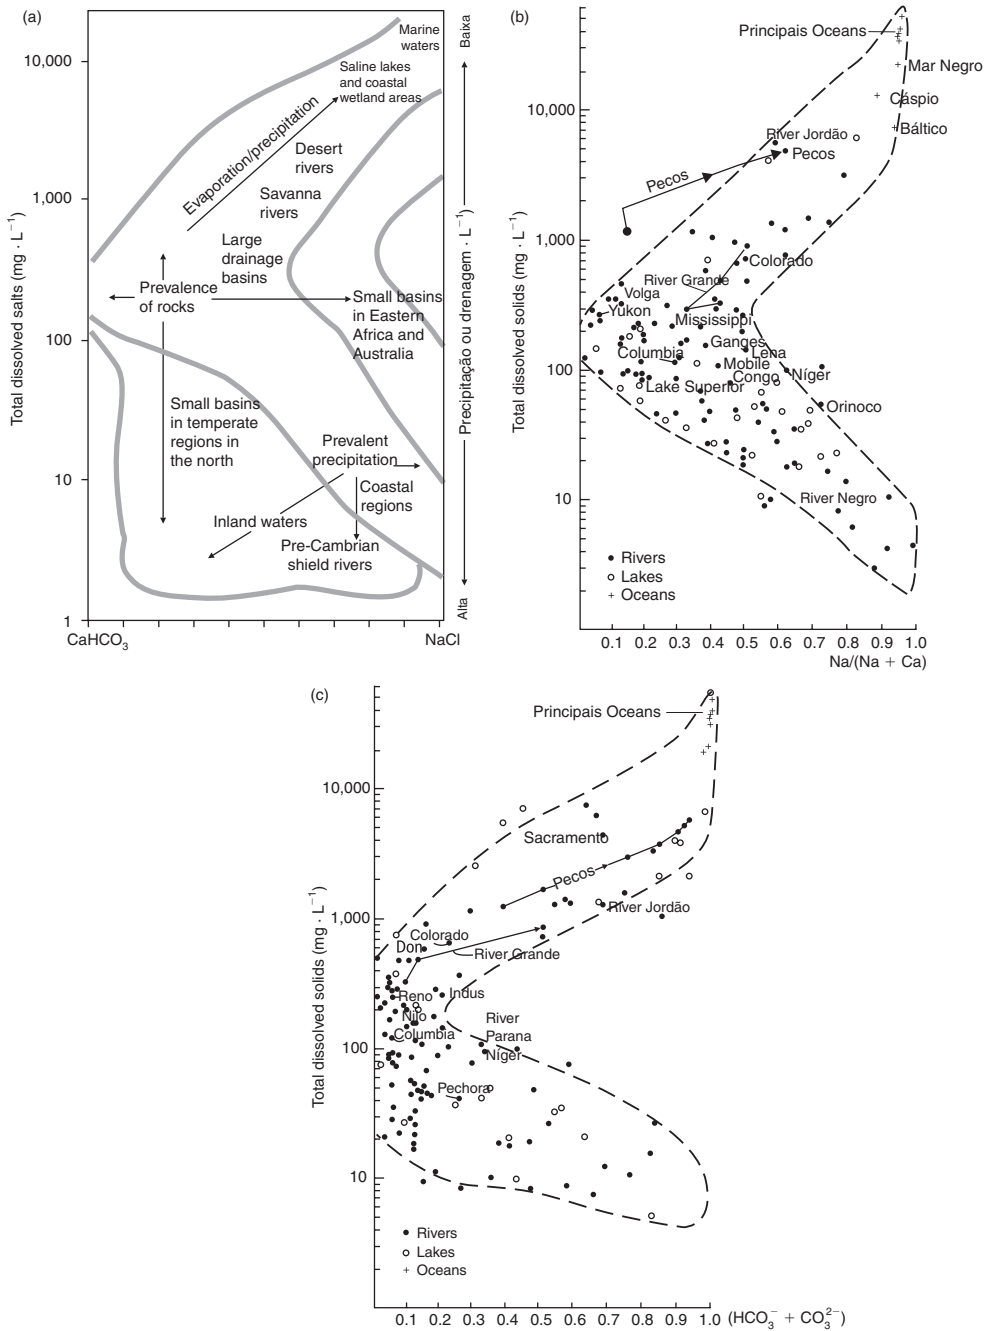 (a)
Total dissolved salts (mg · L⁻¹)
10,000
1,000
100
10
1
CaHCO₃
NaCl
Marine
waters
Saline lakes
and coastal
wetland areas
Evaporation/precipitation
Desert
rivers
Savanna
rivers
Large
drainage
basins
Prevalence
of rocks
Small basins
in Eastern
Africa and
Australia
Small basins
in temperate
regions in
the north
Prevalent
precipitation
Coastal
regions
Inland waters
Pre-Cambrian
shield rivers
Baixa
Precipitação ou drenagem (mg · L⁻¹)
Alta
(b)
Total dissolved solids (mg · L⁻¹)
10,000
1,000
100
10
Principais Oceans
Mar Negro
Cáspio
Báltico
River Jordão
Pecos
Pecos
Colorado
River Grande
Volga
Yukon
Mississippi
Ganges
Columbia
Lena
Mobile
Congo
Níger
Lake Superior
Orinoco
River Negro
Rivers
Lakes
Oceans
0.1 0.2 0.3 0.4 0.5 0.6 0.7 0.8 0.9 1.0
Na/(Na + Ca)
(c)
Total dissolved solids (mg · L⁻¹)
10,000
1,000
100
10
Principais Oceans
Sacramento
Pecos
River Jordão
Colorado
Don
River Grande
Reno
Indus
Nilo
River
Parana
Columbia
Níger
Pechora
Rivers
Lakes
Oceans
0.1 0.2 0.3 0.4 0.5 0.6 0.7 0.8 0.9 1.0 (HCO₃⁻ + CO₃²⁻)